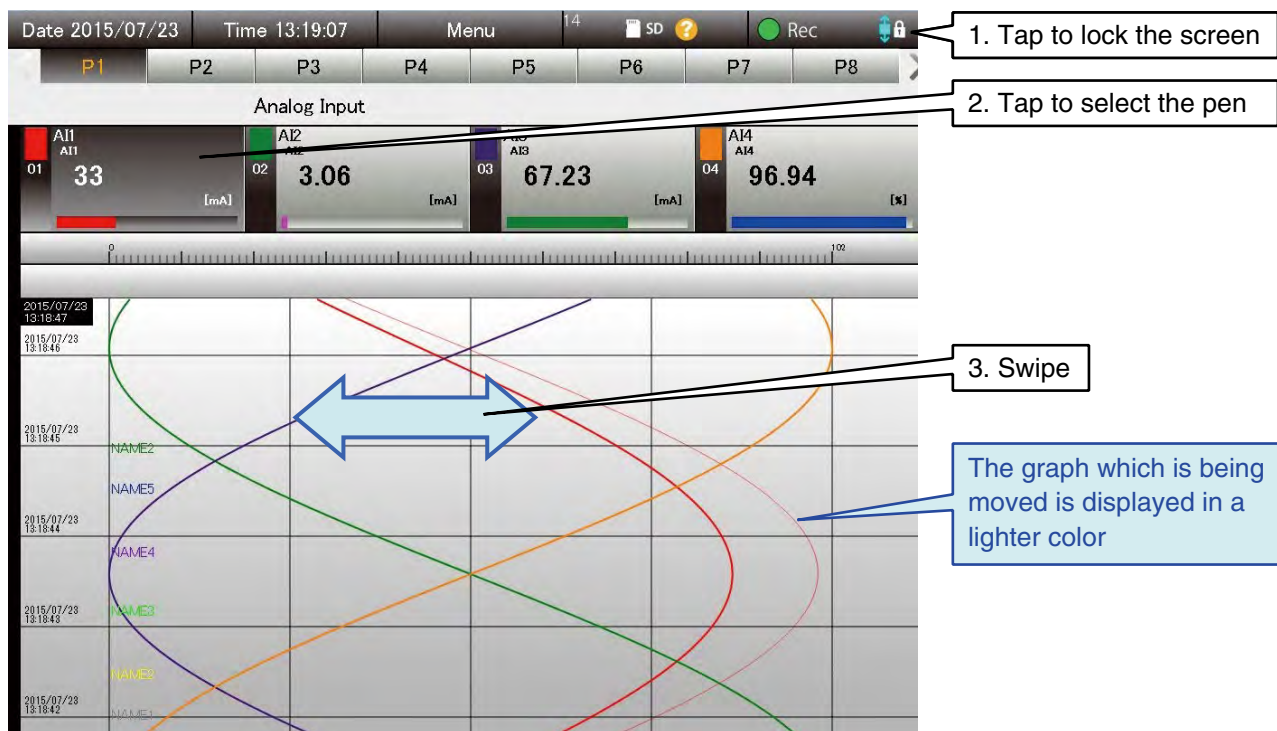 Date 2015/07/23 Time 13:19:07 Menu 14 SD ? Rec
1. Tap to lock the screen
P1 P2 P3 P4 P5 P6 P7 P8
Analog Input
2. Tap to select the pen
AI1 AI2 AI4
AI1 AI2 AI3 AI4
01 33 02 3.06 03 67.23 04 96.94
[mA] [mA] [mA] [%]
0 102
2015/07/23
13:18:47
2015/07/23
13:18:46
3. Swipe
2015/07/23
13:18:45
NAME2
The graph which is being
moved is displayed in a
lighter color
NAME5
2015/07/23
13:18:44
NAME4
2015/07/23
13:18:43
NAME3
NAME2
2015/07/23
13:18:42
NAME1